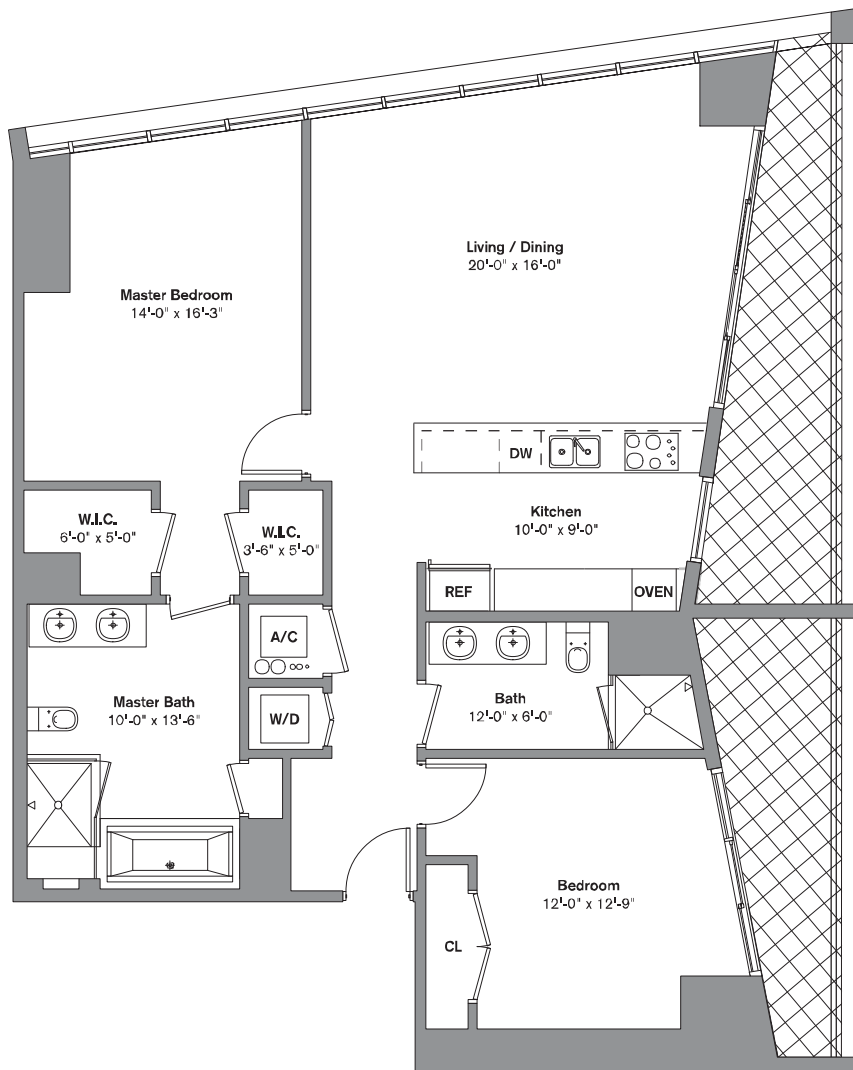 Living / Dining
20'-0" x 16'-0"
Master Bedroom
14'-0" x 16'-3"
DW
W.I.C.
6'-0" x 5'-0"
W.I.C.
3'-6" x 5'-0"
Kitchen
10'-0" x 9'-0"
REF
OVEN
A/C
Master Bath
10'-0" x 13'-6"
W/D
Bath
12'-0" x 6'-0"
Bedroom
12'-0" x 12'-9"
CL